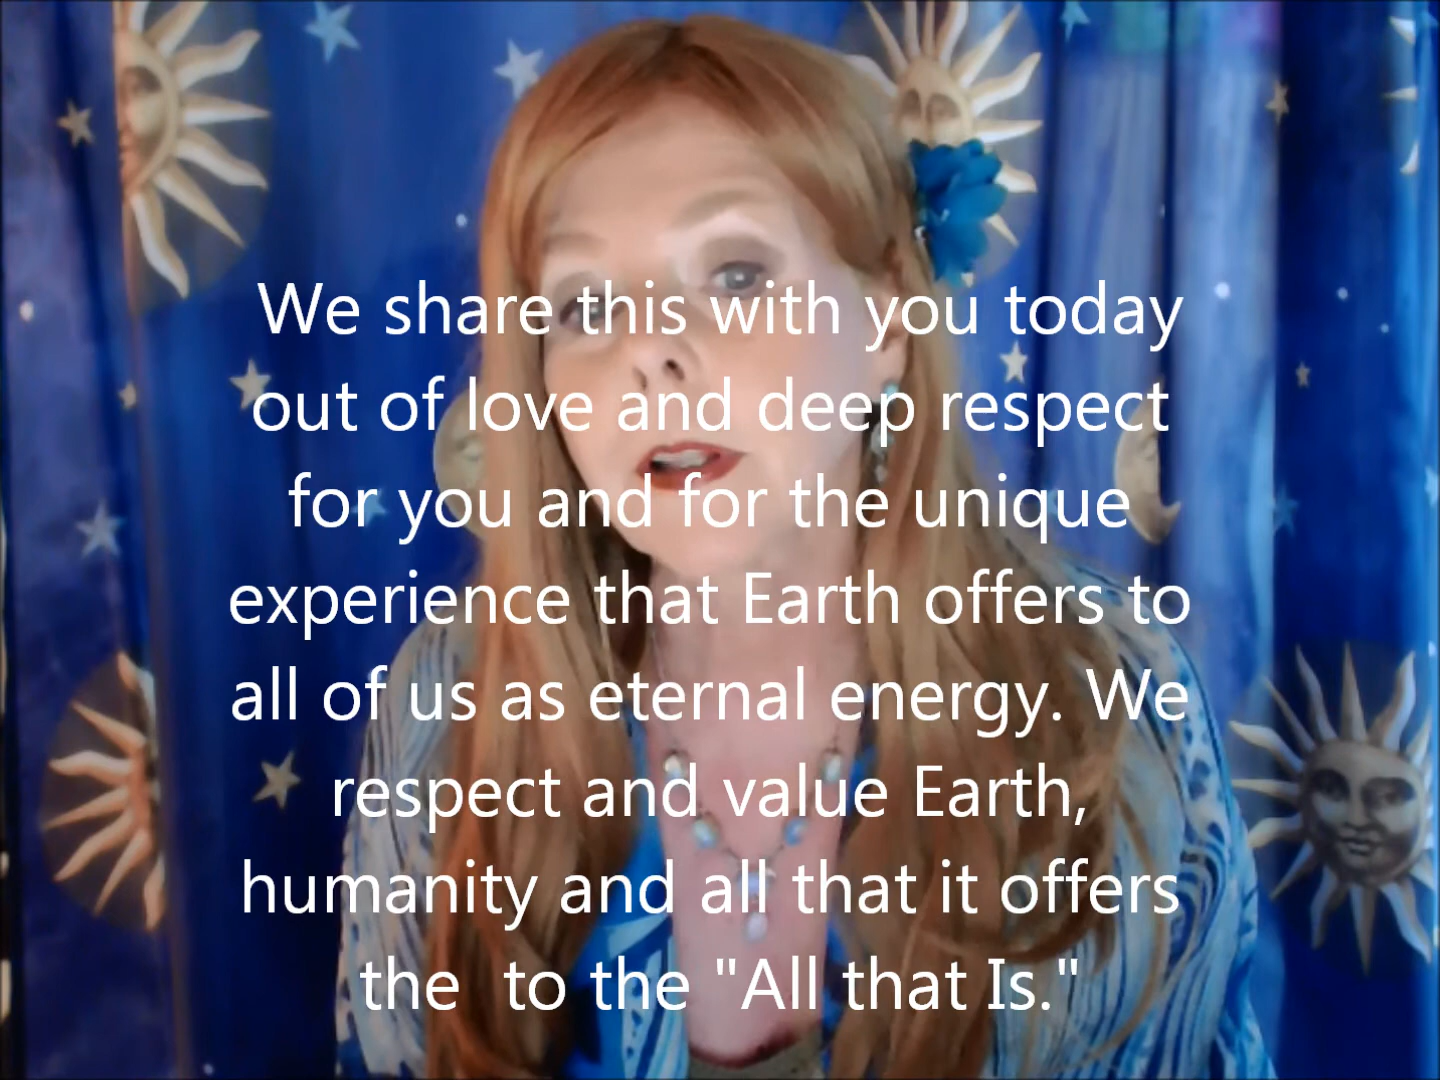 We share this with you today
out of love and deep respect
for you and for the unique
experience that Earth offers to
all of us as eternal energy. We
respect and value Earth,
humanity and all that it offers
the  to the "All that Is."